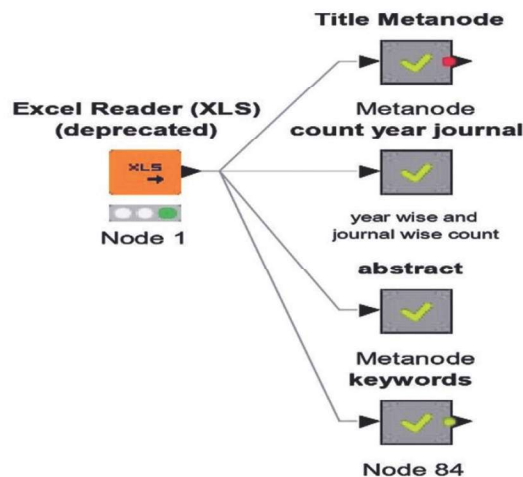 Title Metanode
Excel Reader (XLS)
(deprecated)
XLS
Node 1
Metanode
count year journal
year wise and
journal wise count
abstract
Metanode
keywords
Node 84